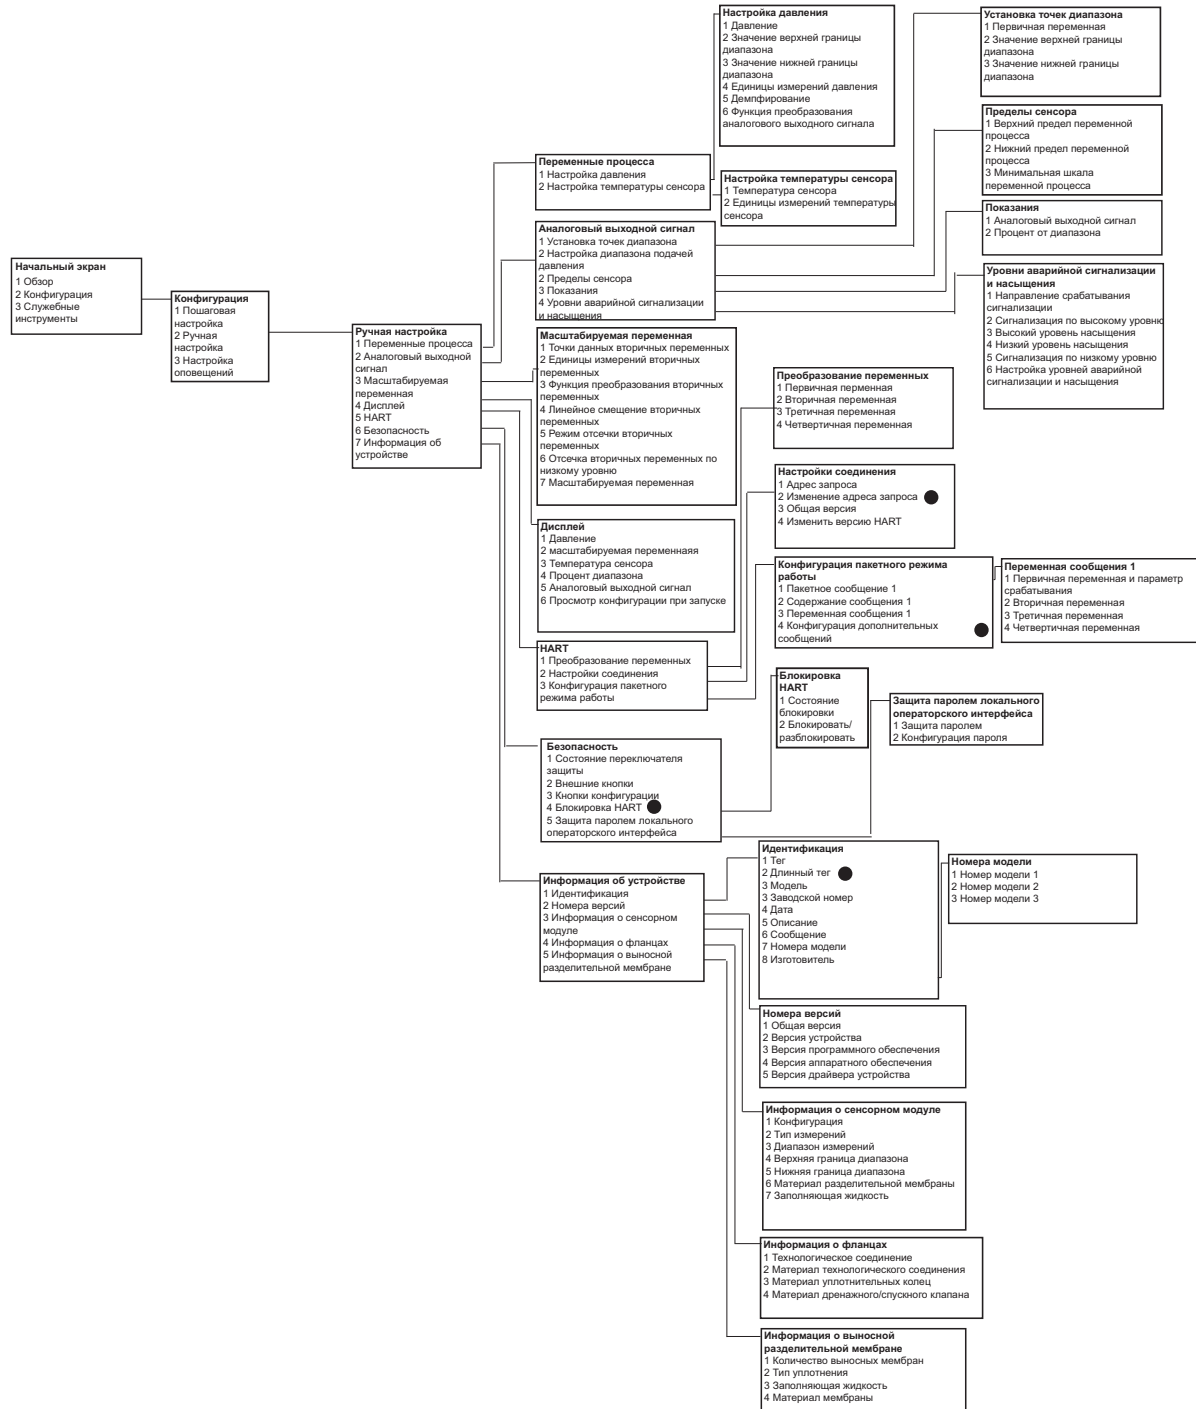 Начальный экран
1 Обзор
2 Конфигурация
3 Служебные
инструменты
Конфигурация
1 Пошаговая
настройка
2 Ручная
настройка
3 Настройка
оповещений
Ручная настройка
1 Переменные процесса
2 Аналоговый выходной
сигнал
3 Масштабируемая
переменная
4 Дисплей
5 HART
6 Безопасность
7 Информация об
устройстве
Переменные процесса
1 Настройка давления
2 Настройка температуры сенсора
Настройка давления
1 Давление
2 Значение верхней границы
диапазона
3 Значение нижней границы
диапазона
4 Единицы измерений давления
5 Демпфирование
6 Функция преобразования
аналогового выходного сигнала
Настройка температуры сенсора
1 Температура сенсора
2 Единицы измерений температуры
сенсора
Аналоговый выходной сигнал
1 Установка точек диапазона
2 Настройка диапазона подачей
давления
2 Пределы сенсора
3 Показания
4 Уровни аварийной сигнализации
и насыщения
Установка точек диапазона
1 Первичная переменная
2 Значение верхней границы
диапазона
3 Значение нижней границы
диапазона
Пределы сенсора
1 Верхний предел переменной
процесса
2 Нижний предел переменной
процесса
3 Минимальная шкала
переменной процесса
Показания
1 Аналоговый выходной сигнал
2 Процент от диапазона
Уровни аварийной сигнализации
и насыщения
1 Направление срабатывания
сигнализации
2 Сигнализация по высокому уровню
3 Высокий уровень насыщения
4 Низкий уровень насыщения
5 Сигнализация по низкому уровню
6 Настройка уровней аварийной
сигнализации и насыщения
Масштабируемая переменная
1 Точки данных вторичных переменных
2 Единицы измерений вторичных
переменных
3 Функция преобразования вторичных
переменных
4 Линейное смещение вторичных
переменных
5 Режим отсечки вторичных
переменных
6 Отсечка вторичных переменных по
низкому уровню
7 Масштабируемая переменная
Дисплей
1 Давление
2 масштабируемая переменнаяя
3 Температура сенсора
4 Процент диапазона
5 Аналоговый выходной сигнал
6 Просмотр конфигурации при запуске
HART
1 Преобразование переменных
2 Настройки соединения
3 Конфигурация пакетного
режима работы
Преобразование переменных
1 Первичная перменная
2 Вторичная переменная
3 Третичная переменная
4 Четвертичная переменная
Настройки соединения
1 Адрес запроса
2 Изменение адреса запроса
3 Общая версия
4 Изменить версию HART
Конфигурация пакетного режима
работы
1 Пакетное сообщение 1
2 Содержание сообщения 1
3 Переменная сообщения 1
4 Конфигурация дополнительных
сообщений
Переменная сообщения 1
1 Первичная переменная и параметр
срабатывания
2 Вторичная переменная
3 Третичная переменная
4 Четвертичная переменная
Безопасность
1 Состояние переключателя
защиты
2 Внешние кнопки
3 Кнопки конфигурации
4 Блокировка HART
5 Защита паролем локального
операторского интерфейса
Блокировка
HART
1 Состояние
блокировки
2 Блокировать/
разблокировать
Защита паролем локального
операторского интерфейса
1 Защита паролем
2 Конфигурация пароля
Информация об устройстве
1 Идентификация
2 Номера версий
3 Информация о сенсорном
модуле
4 Информация о фланцах
5 Информация о выносной
разделительной мембране
Идентификация
1 Тег
2 Длинный тег
3 Модель
3 Заводской номер
4 Дата
5 Описание
6 Сообщение
7 Номера модели
8 Изготовитель
Номера модели
1 Номер модели 1
2 Номер модели 2
3 Номер модели 3
Номера версий
1 Общая версия
2 Версия устройства
3 Версия программного обеспечения
4 Версия аппаратного обеспечения
5 Версия драйвера устройства
Информация о сенсорном модуле
1 Конфигурация
2 Тип измерений
3 Диапазон измерений
4 Верхняя граница диапазона
5 Нижняя граница диапазона
6 Материал разделительной мембраны
7 Заполняющая жидкость
Информация о фланцах
1 Технологическое соединение
2 Материал технологического соединения
3 Материал уплотнительных колец
4 Материал дренажного/спускного клапана
Информация о выносной
разделительной мембране
1 Количество выносных мембран
2 Тип уплотнения
3 Заполняющая жидкость
4 Материал мембраны